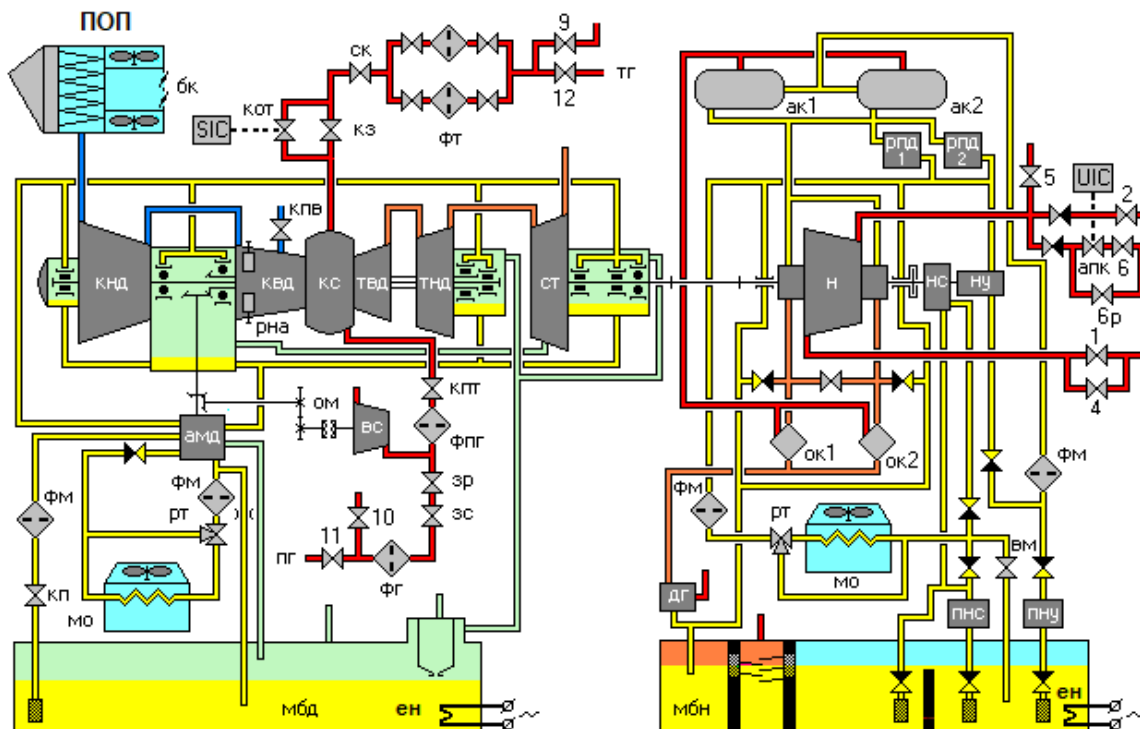 ПОП
бк
ск
9
тг
12
кот
SIC
кз
фт
кпв
КНД
КВД
КС
ТВД
ТНД
СТ
рна
ом
вс
кпт
фпг
зр
зс
10
11
пг
фг
амд
фм
фм
рт
кп
мо
мбд
ен
ак1
ак2
рпд
1
рпд
2
5
UIC
2
апк
6
6р
1
4
Н
НС
НУ
ок1
ок2
фм
фм
рт
мо
вм
дг
ПНС
ПНУ
мбн
ен